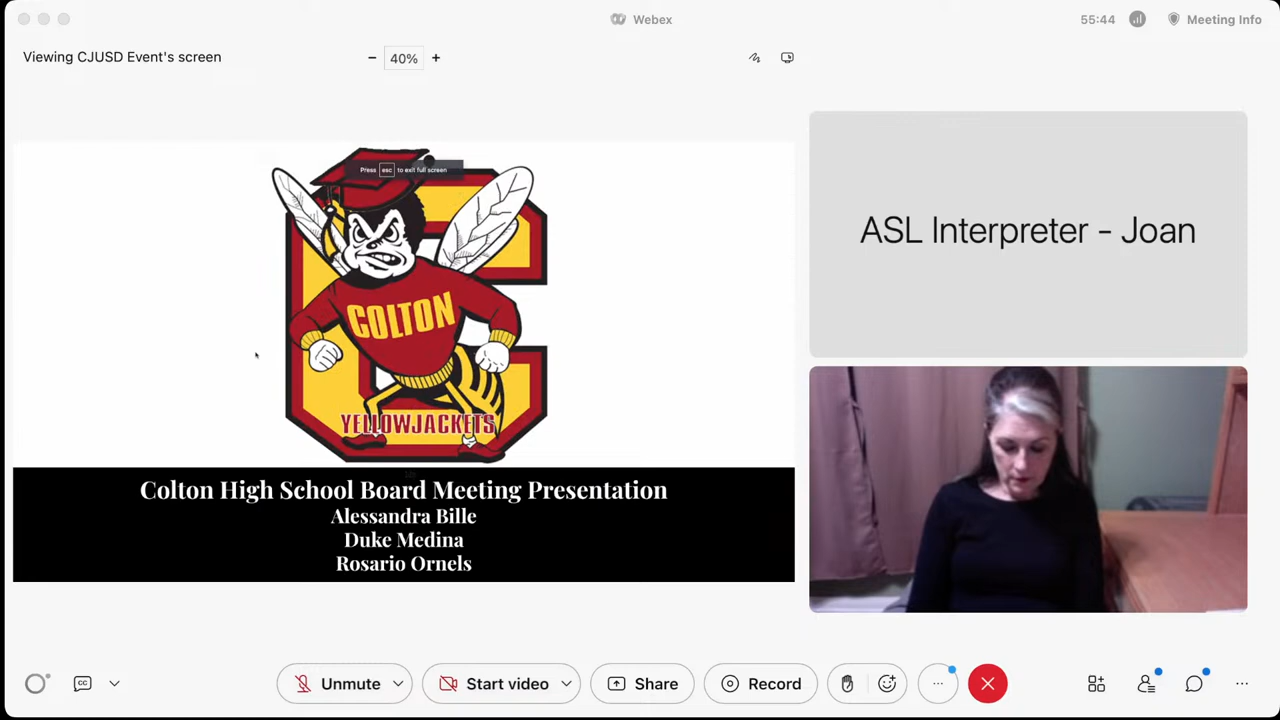 Webex
55:44
Meeting Info
Viewing CJUSD Event's screen
− 40% +
Press esc to exit full screen
COLTON
YELLOWJACKETS
Colton High School Board Meeting Presentation
Alessandra Bille
Duke Medina
Rosario Ornels
ASL Interpreter - Joan
CC
Unmute
Start video
Share
Record